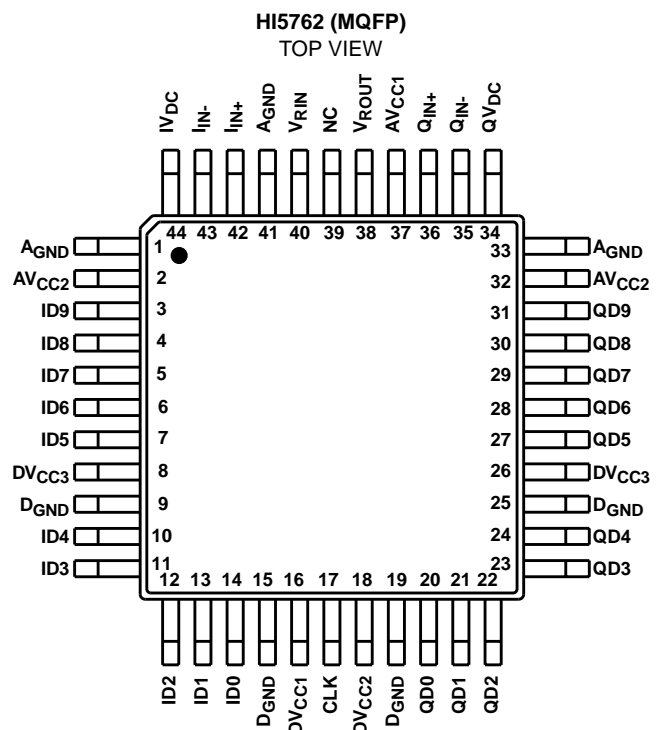 HI5762 (MQFP)
TOP VIEW
IVDC
IIN-
IIN+
AGND
VRIN
NC
VROUT
AVCC1
QIN+
QIN-
QVDC
44 43 42 41 40 39 38 37 36 35 34
AGND 1 33 AGND
AVCC2 2 32 AVCC2
ID9 3 31 QD9
ID8 4 30 QD8
ID7 5 29 QD7
ID6 6 28 QD6
ID5 7 27 QD5
DVCC3 8 26 DVCC3
DGND 9 25 DGND
ID4 10 24 QD4
ID3 11 23 QD3
12 13 14 15 16 17 18 19 20 21 22
ID2
ID1
ID0
DGND
DVCC1
CLK
DVCC2
DGND
QD0
QD1
QD2